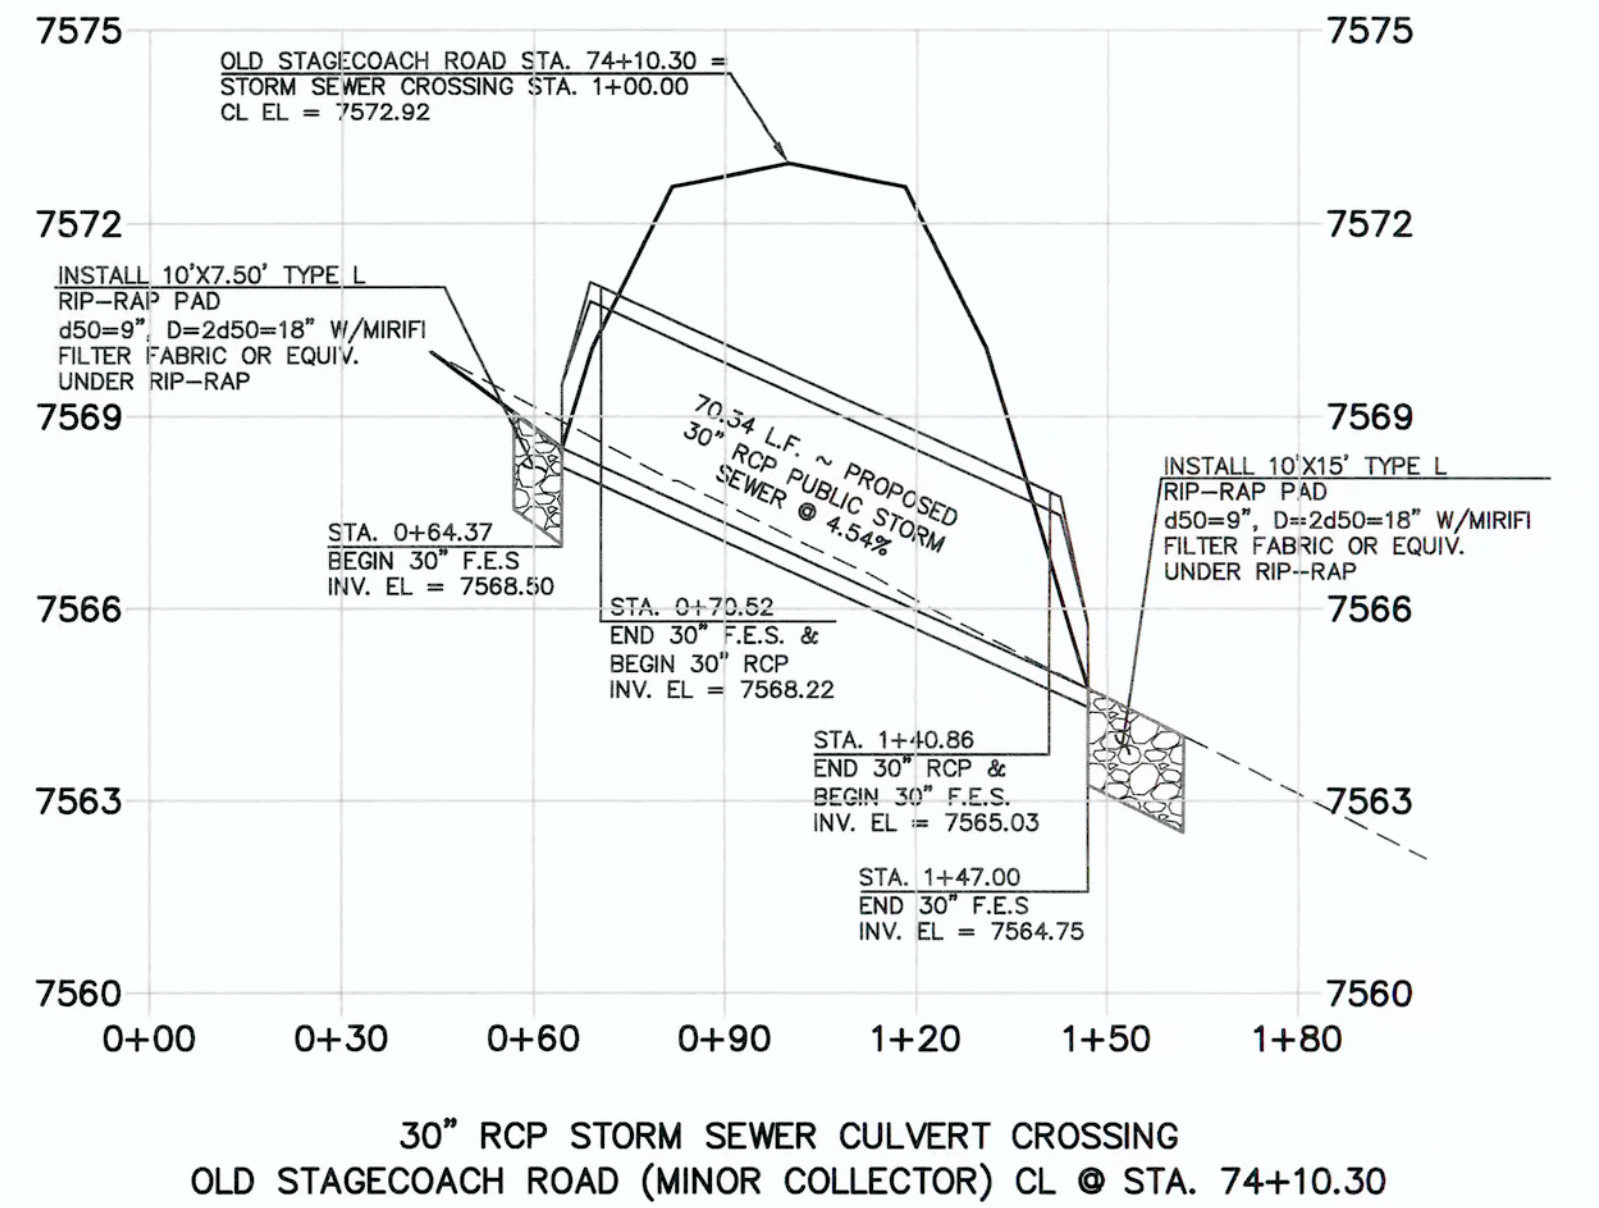 7575
7575
OLD STAGECOACH ROAD STA. 74+10.30 =
STORM SEWER CROSSING STA. 1+00.00
CL EL = 7572.92
7572
7572
INSTALL 10'X7.50' TYPE L
RIP-RAP PAD
d50=9", D=2d50=18" W/MIRIFI
FILTER FABRIC OR EQUIV.
UNDER RIP-RAP
7569
7569
70.34 L.F. ~ PROPOSED
30" RCP PUBLIC STORM
SEWER @ 4.54%
INSTALL 10'X15' TYPE L
RIP-RAP PAD
d50=9", D=2d50=18" W/MIRIFI
FILTER FABRIC OR EQUIV.
UNDER RIP-RAP
STA. 0+64.37
BEGIN 30" F.E.S
INV. EL = 7568.50
7566
7566
STA. 0+70.52
END 30" F.E.S. &
BEGIN 30" RCP
INV. EL = 7568.22
STA. 1+40.86
END 30" RCP &
BEGIN 30" F.E.S.
INV. EL = 7565.03
7563
7563
STA. 1+47.00
END 30" F.E.S
INV. EL = 7564.75
7560
7560
0+00 0+30 0+60 0+90 1+20 1+50 1+80
30" RCP STORM SEWER CULVERT CROSSING
OLD STAGECOACH ROAD (MINOR COLLECTOR) CL @ STA. 74+10.30